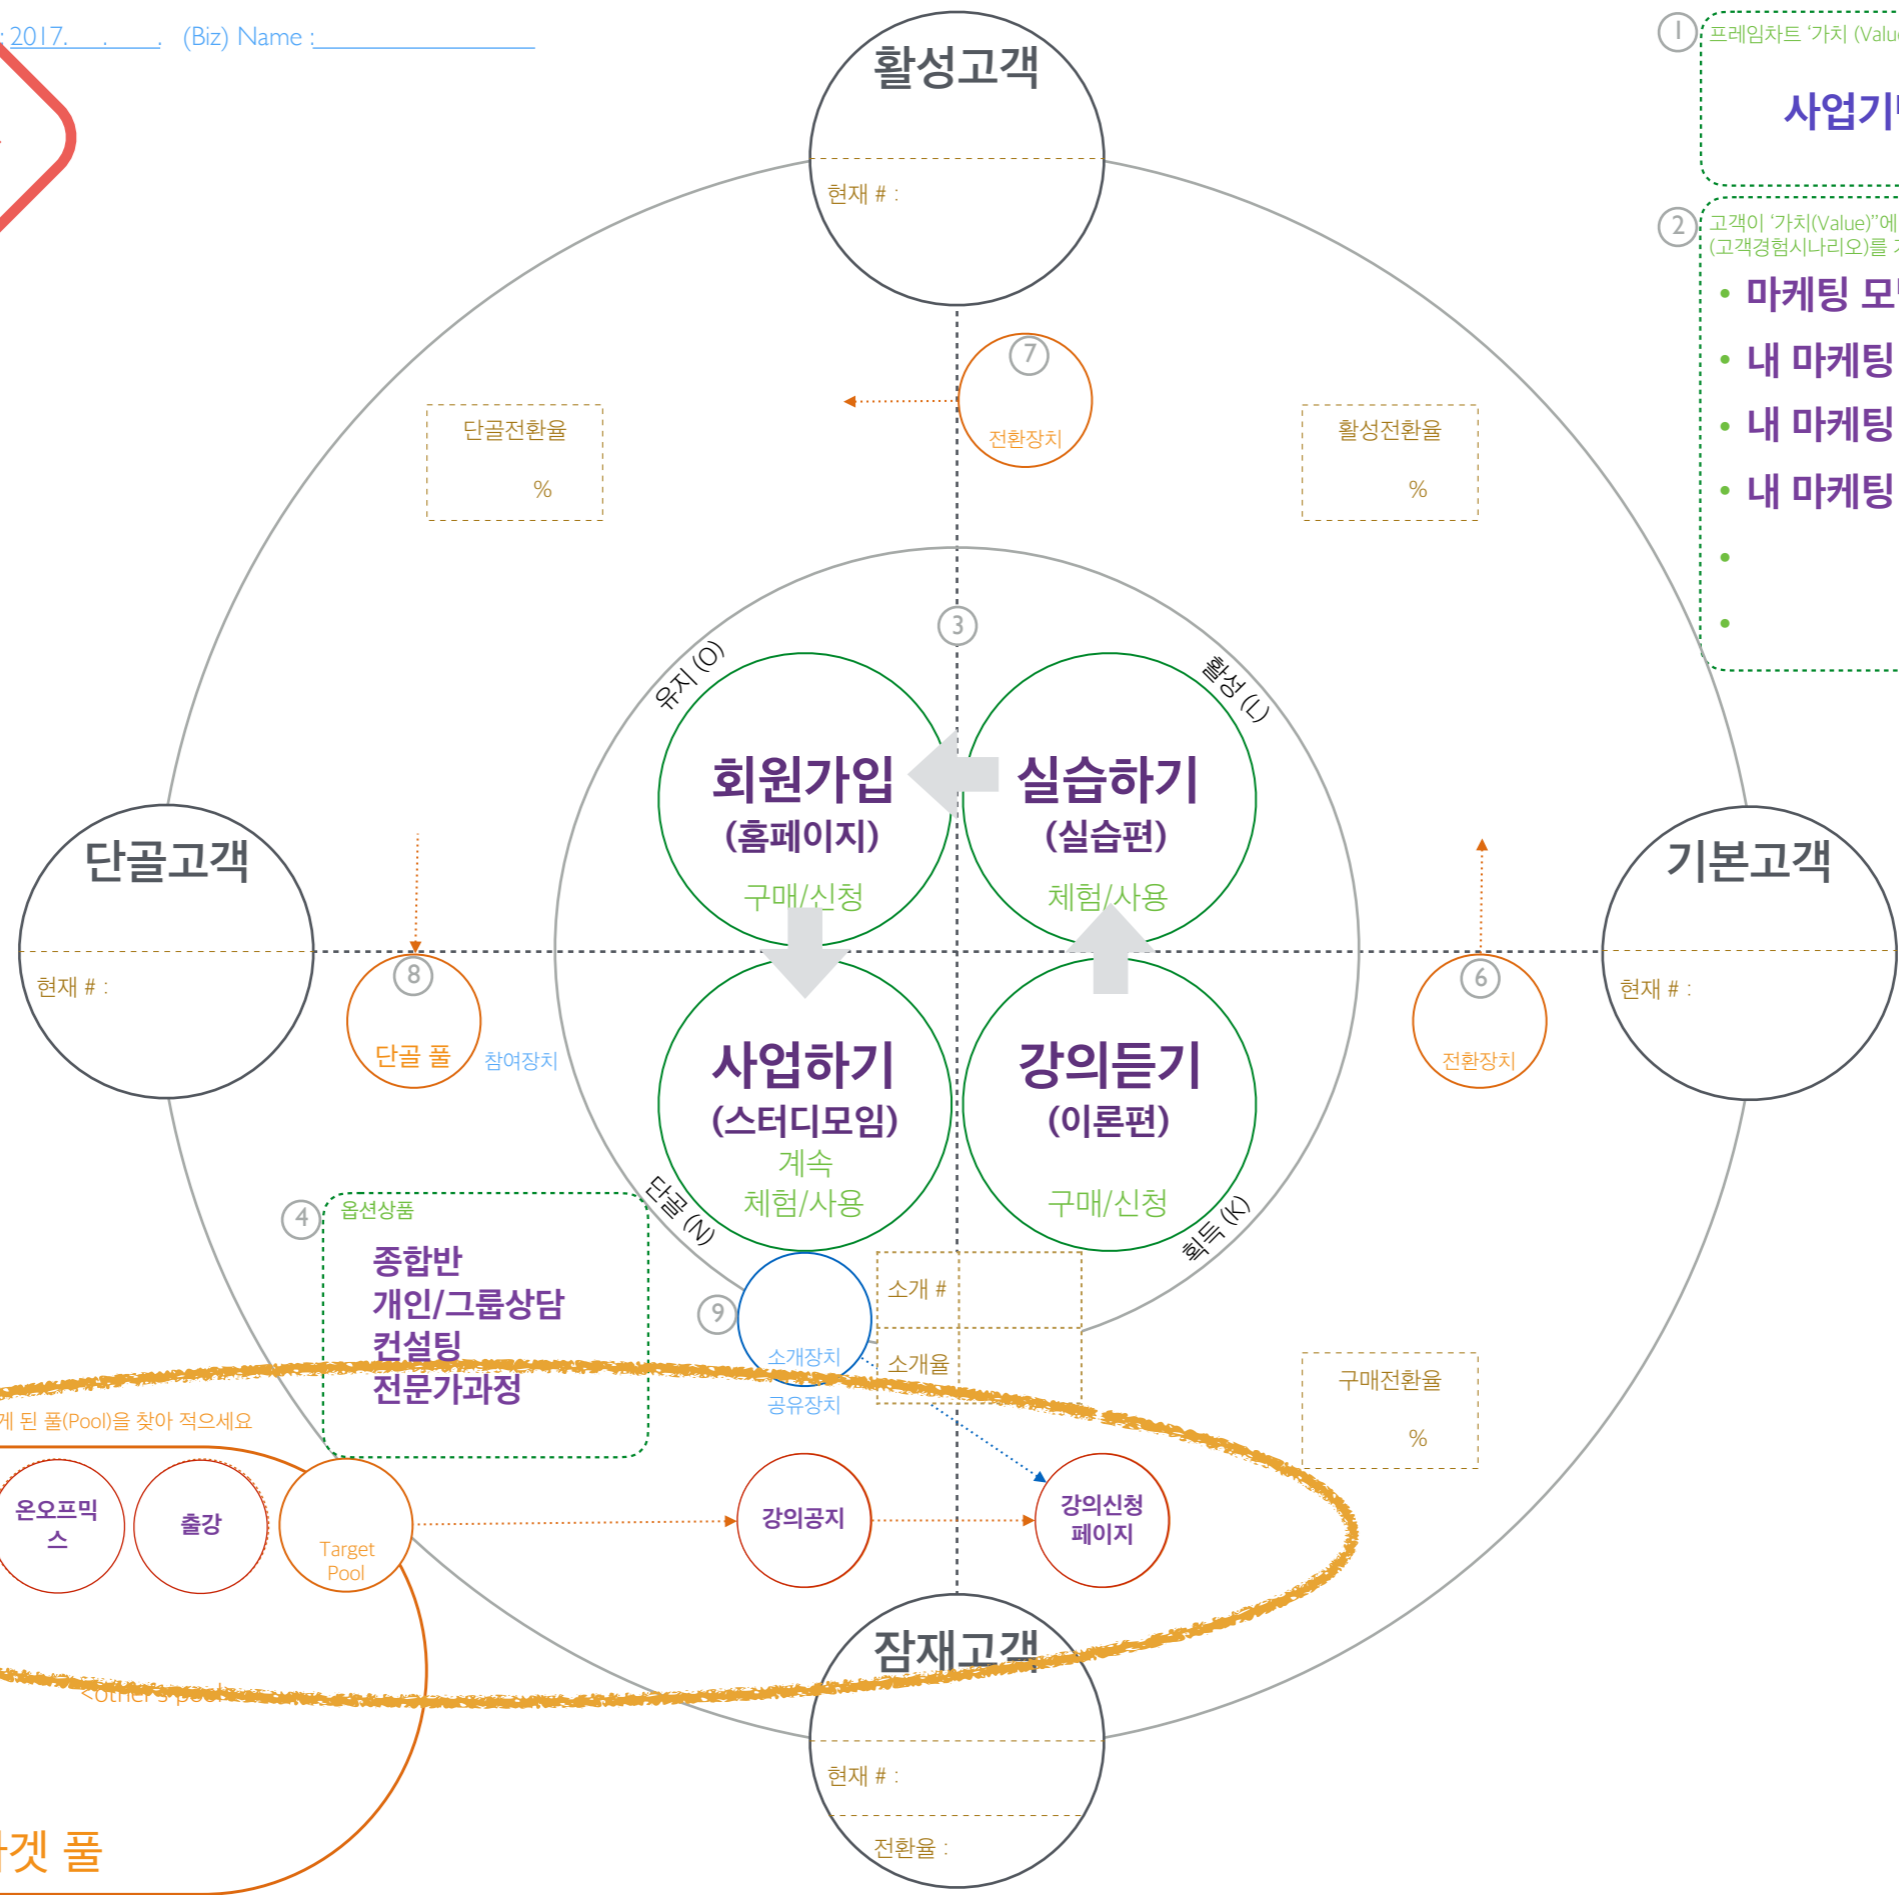 : 2017. . . (Biz) Name :
활성고객
현재 # :
1
프레임차트 ‘가치 (Value
2
고객이 ‘가치(Value)”에
(고객경험시나리오)를
• 마케팅
• 내 마케팅
• 내 마케팅
• 내 마케팅
•
•
7
전환장치
단골전환율
%
활성전환율
%
3
유지 (O)
활성 (L)
회원가입
(홈페이지)
구매/신청
실습하기
(실습편)
체험/사용
단골고객
현재 # :
기본고객
현재 # :
8
단골 풀
참여장치
6
전환장치
사업하기
(스터디모임)
계속
체험/사용
강의듣기
(이론편)
구매/신청
단골 (N)
획득 (K)
4
옵션상품
종합반
개인/그룹상담
컨설팅
전문가과정
9
소개장치
공유장치
소개 #
소개율
구매전환율
%
게 된 풀(Pool)을 찾아 적으세요
온오프믹
스
출강
Target
Pool
강의공지
강의신청
페이지
잠재고객
현재 # :
전환율 :
<other's pool
겟 풀